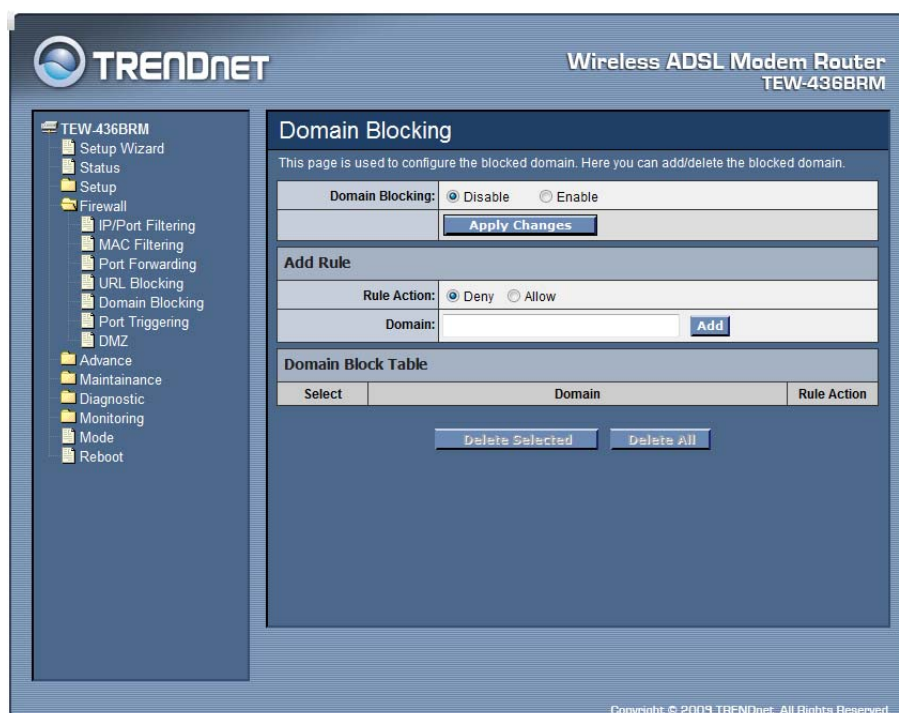 TRENDNET
Wireless ADSL Modem Router
TEW-436BRM
TEW-436BRM
Setup Wizard
Status
Setup
Firewall
IP/Port Filtering
MAC Filtering
Port Forwarding
URL Blocking
Domain Blocking
Port Triggering
DMZ
Advance
Maintainance
Diagnostic
Monitoring
Mode
Reboot
Domain Blocking
This page is used to configure the blocked domain. Here you can add/delete the blocked domain.
Domain Blocking: Disable Enable
Apply Changes
Add Rule
Rule Action: Deny Allow
Domain: Add
Domain Block Table
Select Domain Rule Action
Delete Selected Delete All
Copyright © 2009 TRENDnet. All Rights Reserved